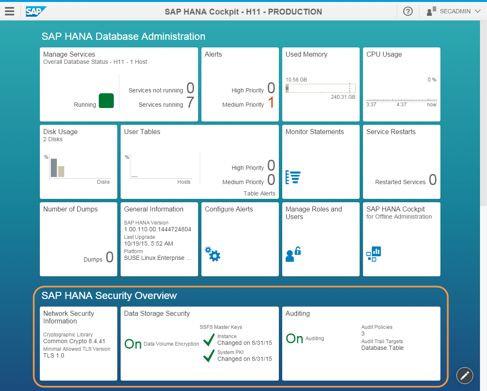 SAP
SAP HANA Cockpit - H11 - PRODUCTION
SECADMIN
SAP HANA Database Administration
Manage Services
Overall Database Status - H11 - 1 Host
Running
Services not running 0
Services running 7
Alerts
High Priority 0
Medium Priority 1
Used Memory
10.58 GB
240.31 GB
CPU Usage
0 %
3:37 4:37 now
Disk Usage
2 Disks
%
Disks
User Tables
%
Hosts
High Priority 0
Medium Priority 0
Table Alerts
Monitor Statements
Service Restarts
Restarted Services 0
Number of Dumps
Dumps 0
General Information
SAP HANA Version
1.00.110.00.1444724604
Last Upgrade
10/19/15, 5:52 AM
Platform
SUSE Linux Enterprise ...
Configure Alerts
Manage Roles and
Users
SAP HANA Cockpit
for Offline Administration
SAP HANA Security Overview
Network Security
Information
Cryptographic Library
Common Crypto 8.4.41
Minimal Allowed TLS Version
TLS 1.0
Data Storage Security
On Data Volume Encryption
SSFS Master Keys
Instance
Changed on 8/31/15
System PKI
Changed on 8/31/15
Auditing
On Auditing
Audit Policies
3
Audit Trail Targets
Database Table